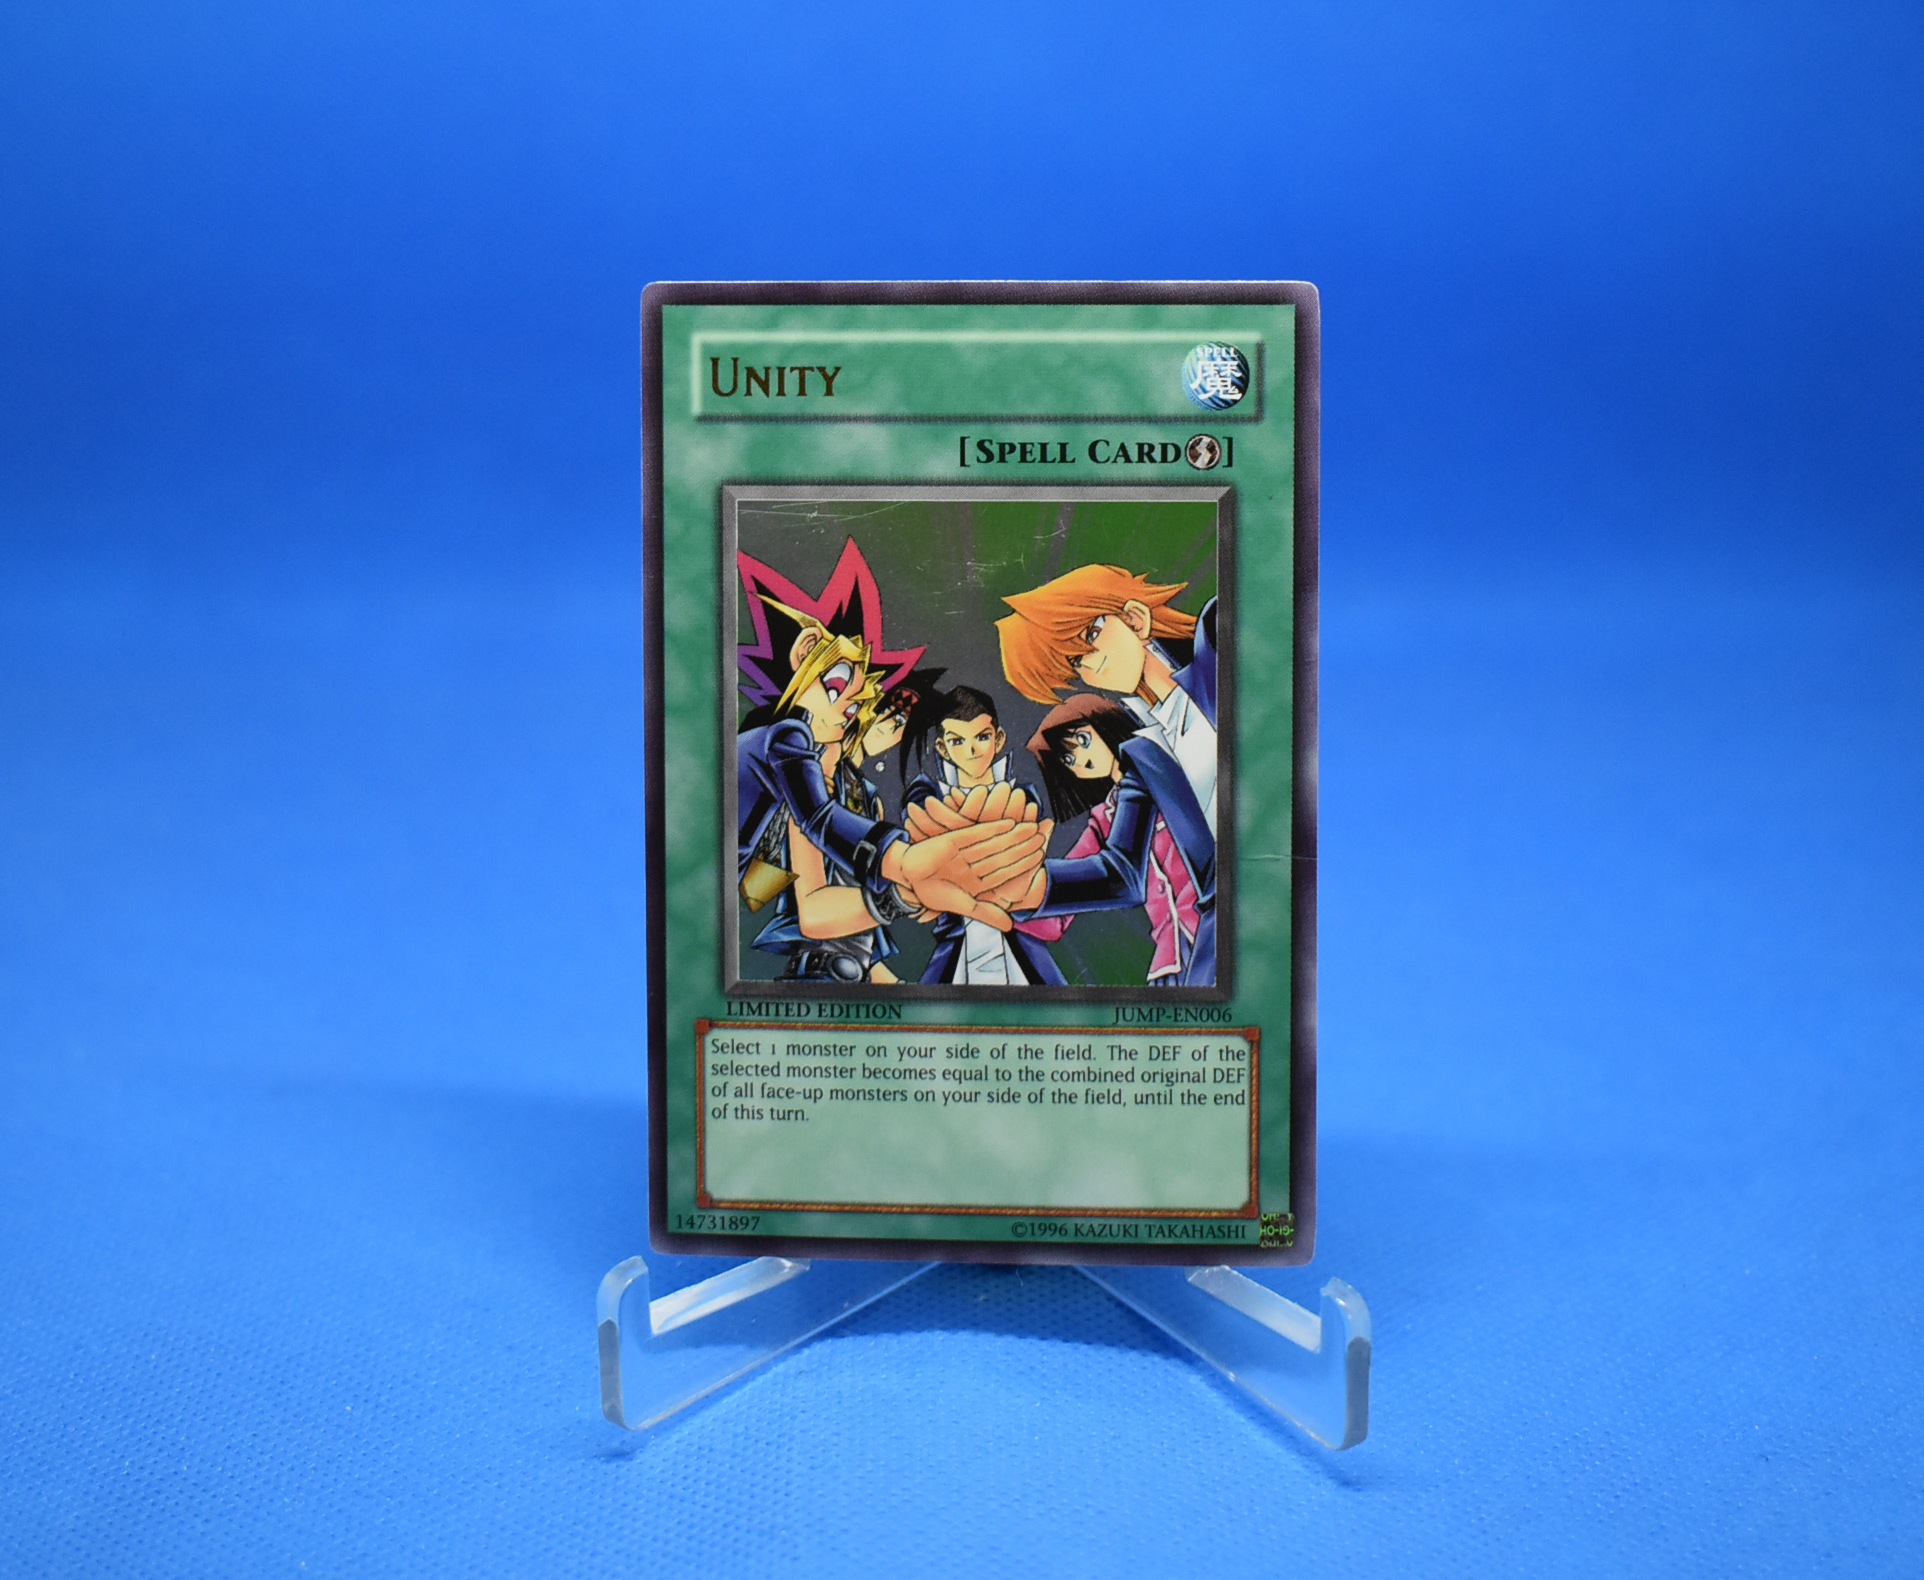 UNITY
SPELL
魔
[SPELL CARD]
LIMITED EDITION
JUMP-EN006
Select 1 monster on your side of the field. The DEF of the
selected monster becomes equal to the combined original DEF
of all face-up monsters on your side of the field, until the end
of this turn.
14731897
©1996 KAZUKI TAKAHASHI